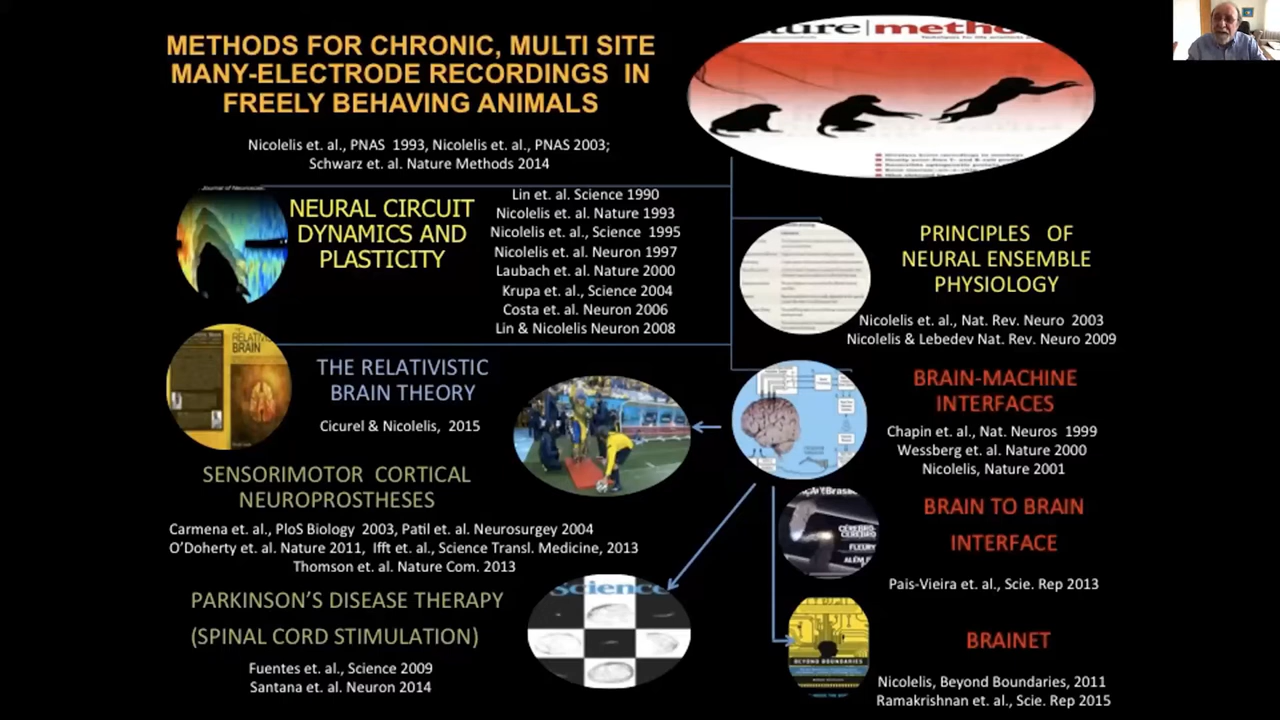 METHODS FOR CHRONIC, MULTI SITE
MANY-ELECTRODE RECORDINGS IN
FREELY BEHAVING ANIMALS
Nicolelis et. al., PNAS 1993, Nicolelis et. al., PNAS 2003;
Schwarz et. al. Nature Methods 2014
NEURAL CIRCUIT
DYNAMICS AND
PLASTICITY
Lin et. al. Science 1990
Nicolelis et. al. Nature 1993
Nicolelis et. al., Science 1995
Nicolelis et. al. Neuron 1997
Laubach et. al. Nature 2000
Krupa et. al., Science 2004
Costa et. al. Neuron 2006
Lin & Nicolelis Neuron 2008
PRINCIPLES OF
NEURAL ENSEMBLE
PHYSIOLOGY
Nicolelis et. al., Nat. Rev. Neuro 2003
Nicolelis & Lebedev Nat. Rev. Neuro 2009
THE RELATIVISTIC
BRAIN THEORY
Cicurel & Nicolelis, 2015
BRAIN-MACHINE
INTERFACES
Chapin et. al., Nat. Neuros 1999
Wessberg et. al. Nature 2000
Nicolelis, Nature 2001
SENSORIMOTOR CORTICAL
NEUROPROSTHESES
Carmena et. al., PloS Biology 2003, Patil et. al. Neurosurgey 2004
O'Doherty et. al. Nature 2011, Ifft et. al., Science Transl. Medicine, 2013
Thomson et. al. Nature Com. 2013
BRAIN TO BRAIN
INTERFACE
Pais-Vieira et. al., Scie. Rep 2013
PARKINSON'S DISEASE THERAPY
(SPINAL CORD STIMULATION)
Fuentes et. al., Science 2009
Santana et. al. Neuron 2014
Science
BEYOND BOUNDARIES
BRAINET
Nicolelis, Beyond Boundaries, 2011
Ramakrishnan et. al., Scie. Rep 2015